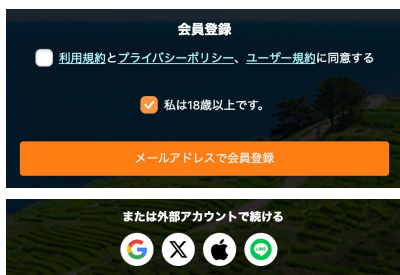 会員登録
利用規約とプライバシーポリシー、ユーザー規約に同意する
私は18歳以上です。
メールアドレスで会員登録
または外部アカウントで続ける
G X LINE